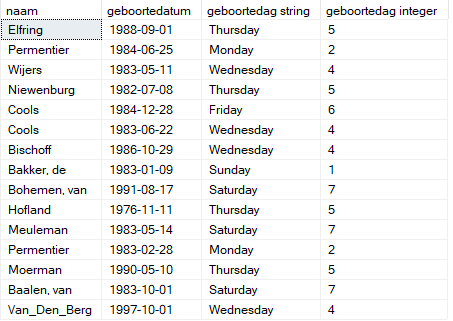 naam geboortedatum geboortedag string geboortedag integer
Elfring 1988-09-01 Thursday 5
Permentier 1984-06-25 Monday 2
Wijers 1983-05-11 Wednesday 4
Niewenburg 1982-07-08 Thursday 5
Cools 1984-12-28 Friday 6
Cools 1983-06-22 Wednesday 4
Bischoff 1986-10-29 Wednesday 4
Bakker, de 1983-01-09 Sunday 1
Bohemen, van 1991-08-17 Saturday 7
Hofland 1976-11-11 Thursday 5
Meuleman 1983-05-14 Saturday 7
Permentier 1983-02-28 Monday 2
Moerman 1990-05-10 Thursday 5
Baalen, van 1983-10-01 Saturday 7
Van_Den_Berg 1997-10-01 Wednesday 4